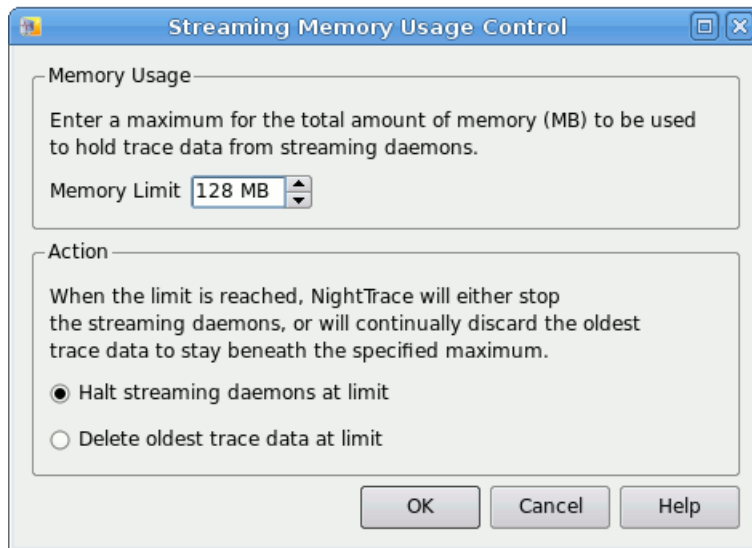 Streaming Memory Usage Control
Memory Usage
Enter a maximum for the total amount of memory (MB) to be used
to hold trace data from streaming daemons.
Memory Limit 128 MB
Action
When the limit is reached, NightTrace will either stop
the streaming daemons, or will continually discard the oldest
trace data to stay beneath the specified maximum.
Halt streaming daemons at limit
Delete oldest trace data at limit
OK Cancel Help